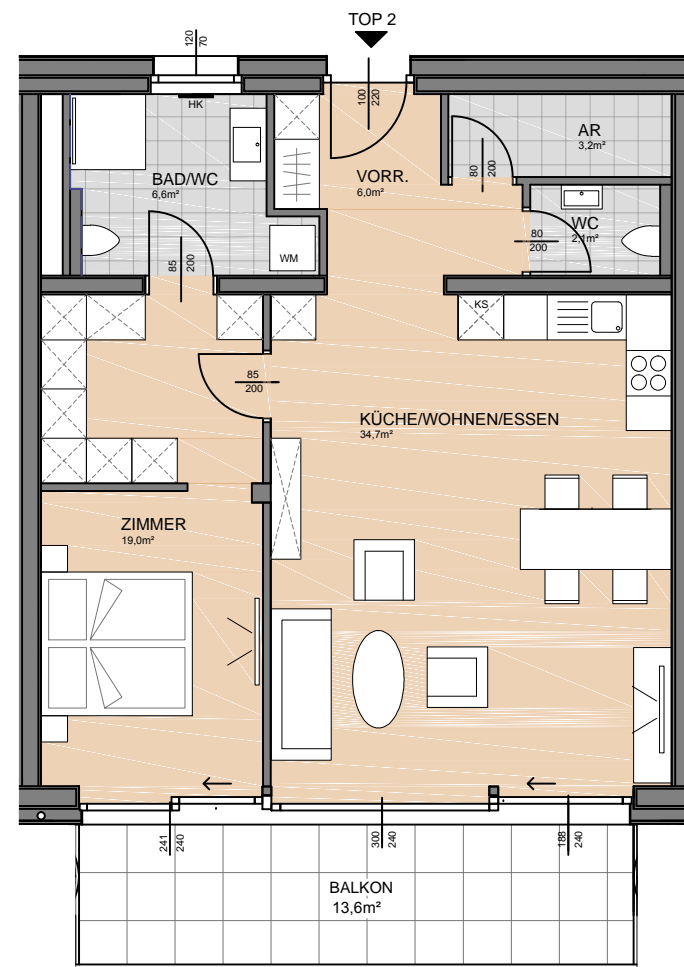 TOP 2
120
70
HK
100
220
AR
3,2m²
BAD/WC
6,6m²
VORR.
6,0m²
80
200
WC
2,1m²
80
200
85
200
WM
KS
85
200
KÜCHE/WOHNEN/ESSEN
34,7m²
ZIMMER
19,0m²
241
240
300
240
188
240
BALKON
13,6m²